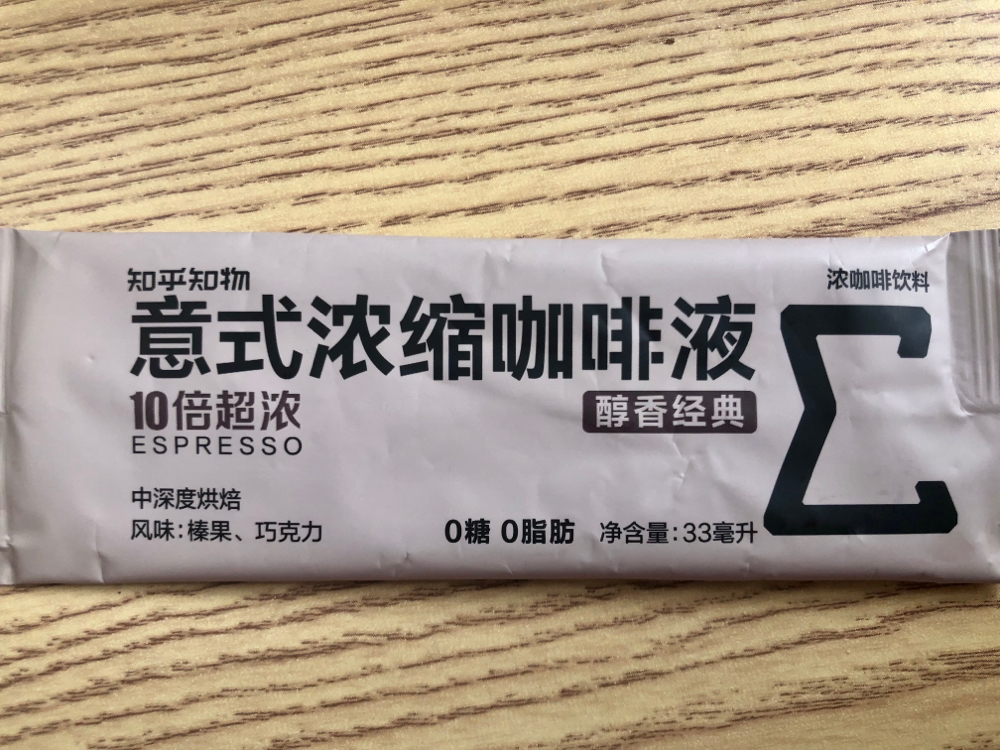 知乎知物
浓咖啡饮料
意式浓缩咖啡液
10倍超浓
醇香经典
ESPRESSO
中深度烘焙
风味:榛果、巧克力
0糖 0脂肪 净含量:33毫升